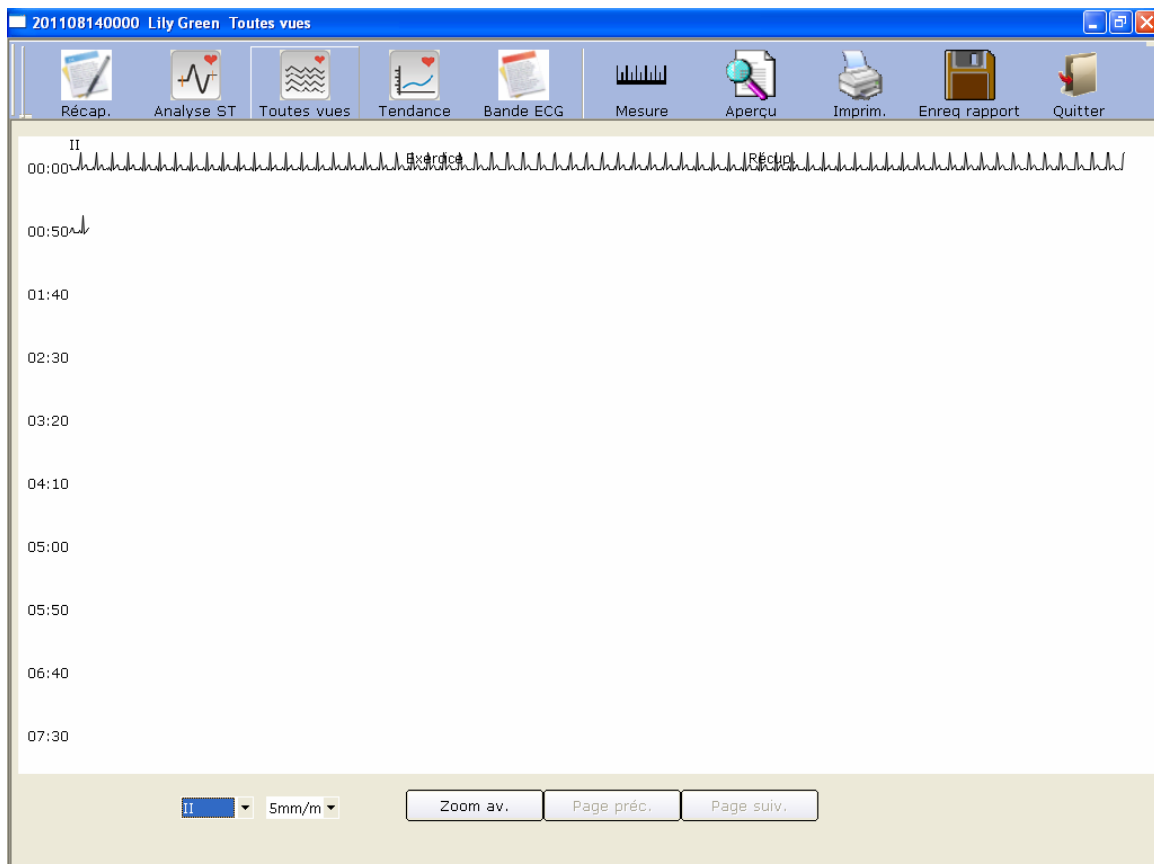 201108140000 Lily Green Toutes vues
Récap. Analyse ST Toutes vues Tendance Bande ECG Mesure Aperçu Imprim. Enreq rapport Quitter
II
00:00 Exercice Récup.
00:50
01:40
02:30
03:20
04:10
05:00
05:50
06:40
07:30
II 5mm/m Zoom av. Page préc. Page suiv.